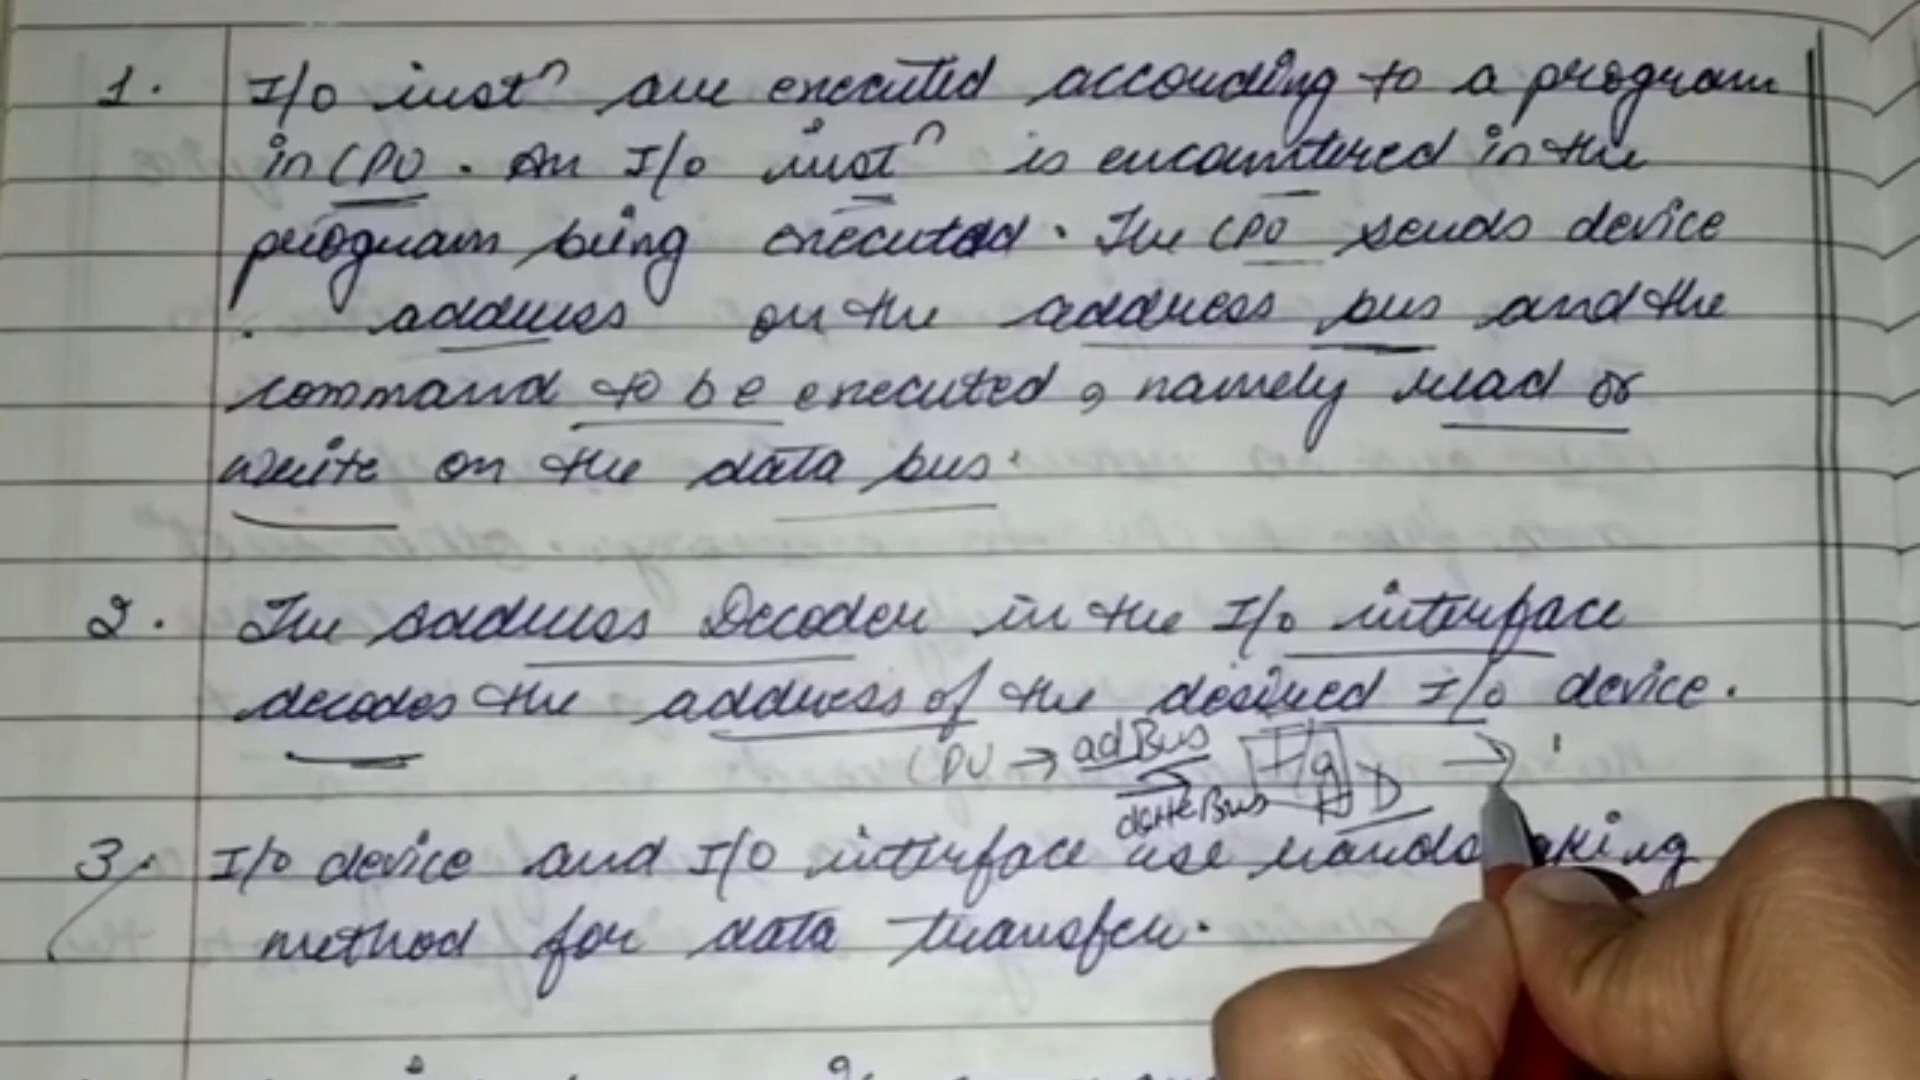 1. I/o instn are executed according to a program
in CPU. An I/o instn is encountered in the
program being executed. The CPU sends device
address on the address bus and the
command to be executed, namely read or
write on the data bus.
2. The address Decoder in the I/o interface
decodes the address of the desired I/o device.
CPU → ad Bus
date Bus
3. I/o device and I/o interface use handshaking
method for data transfer.